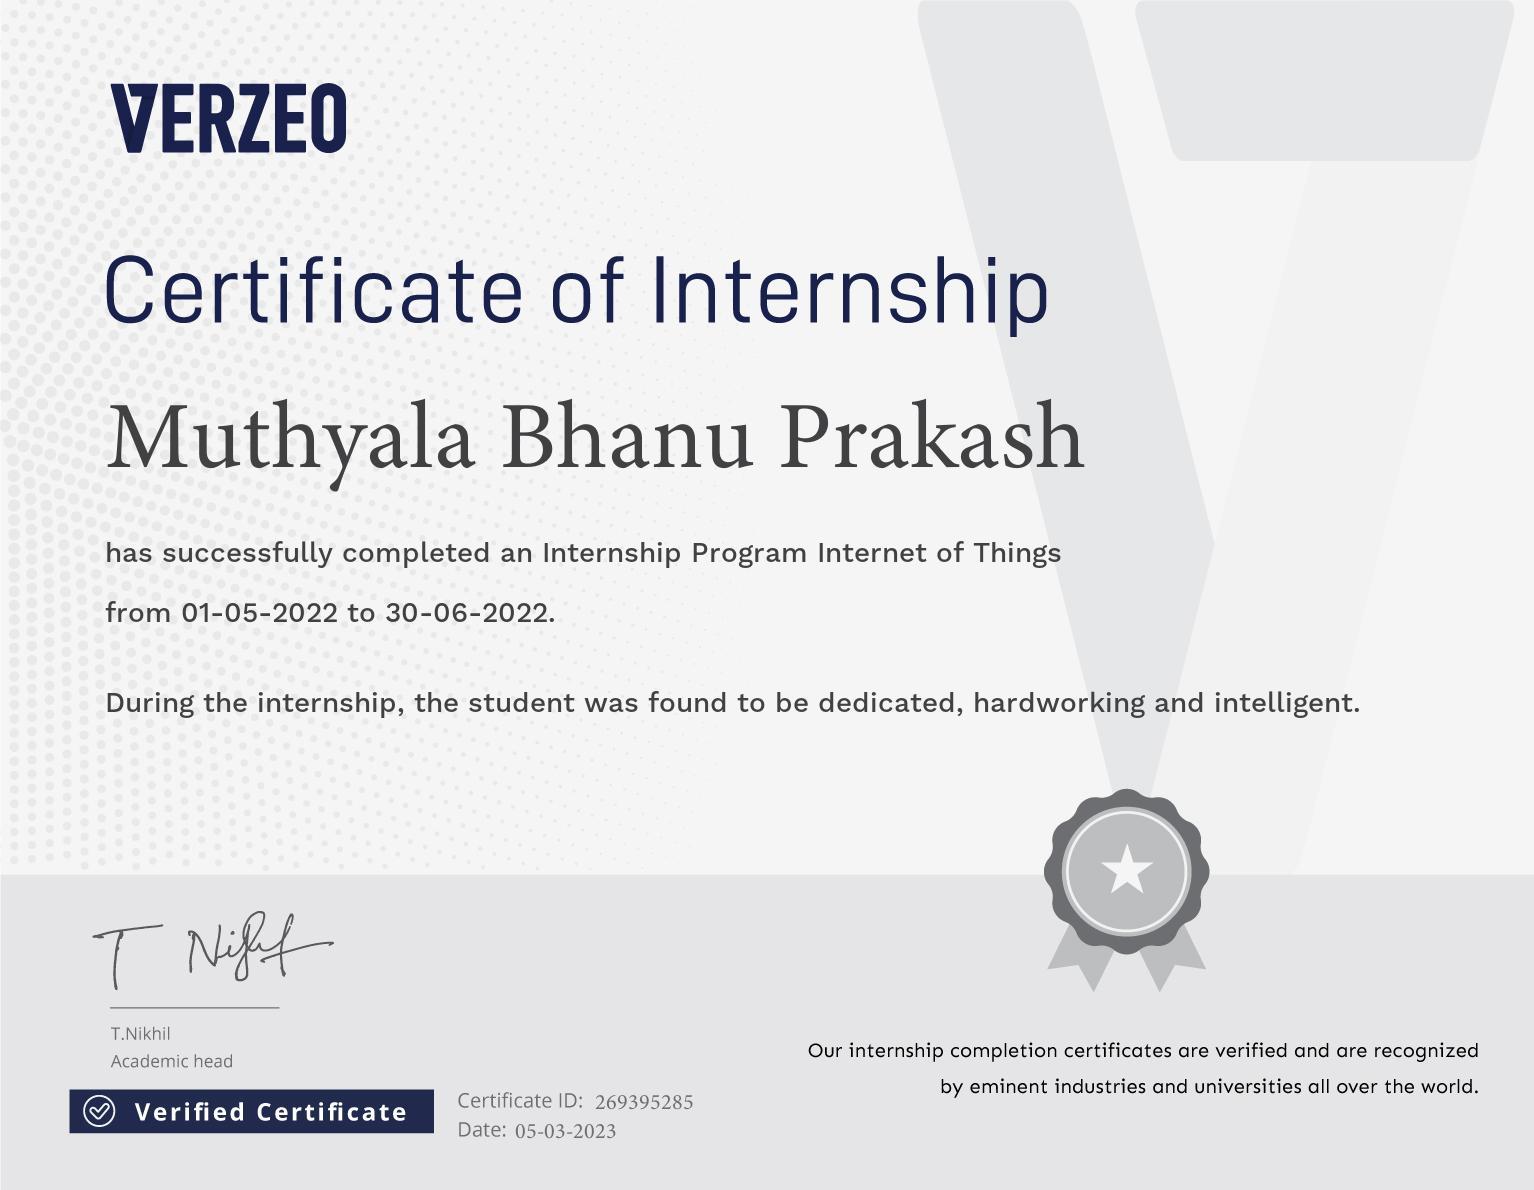 VERZEO
Certificate of Internship
Muthyala Bhanu Prakash
has successfully completed an Internship Program Internet of Things
from 01-05-2022 to 30-06-2022.
During the internship, the student was found to be dedicated, hardworking and intelligent.
T Nikhil
T.Nikhil
Academic head
Verified Certificate
Certificate ID: 269395285
Date: 05-03-2023
Our internship completion certificates are verified and are recognized
by eminent industries and universities all over the world.